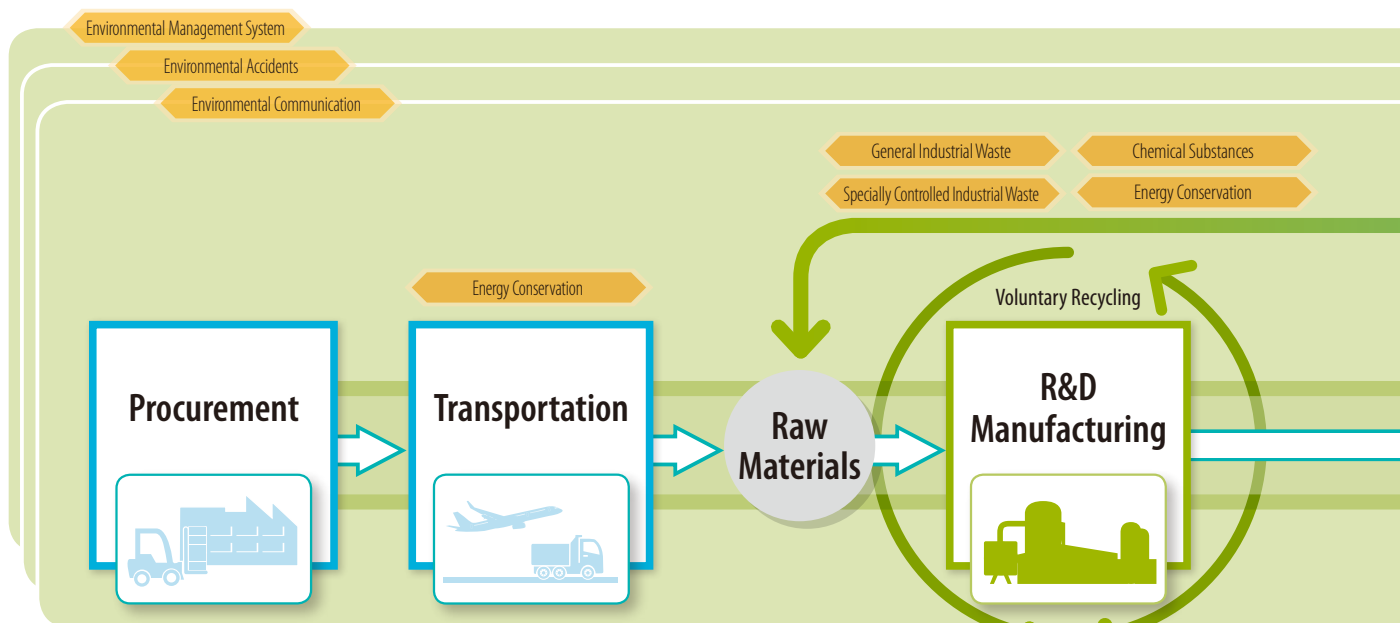 Environmental Management System
Environmental Accidents
Environmental Communication
General Industrial Waste
Chemical Substances
Specially Controlled Industrial Waste
Energy Conservation
Energy Conservation
Voluntary Recycling
Procurement
Transportation
Raw
Materials
R&D
Manufacturing